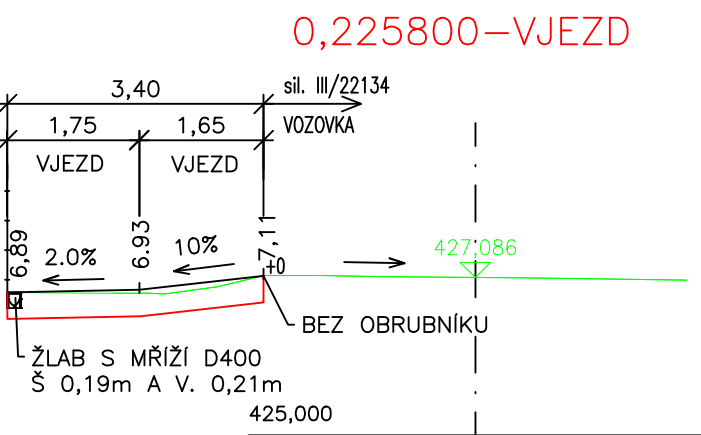 0,225800-VJEZD
3,40
sil. III/22134
1,75
1,65
VOZOVKA
VJEZD
VJEZD
6,89
2.0%
6.93
10%
7,11
+0
427,086
BEZ OBRUBNÍKU
ŽLAB S MŘÍŽÍ D400
Š 0,19m A V. 0,21m
425,000